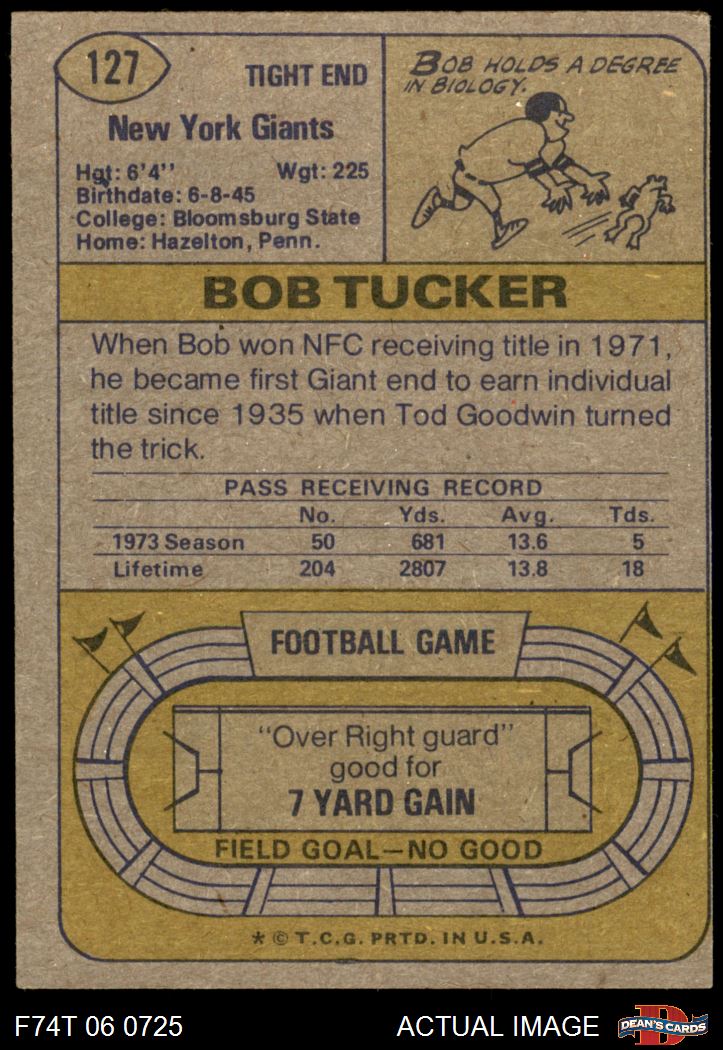 127
TIGHT END
New York Giants
Hgt: 6'4'' Wgt: 225
Birthdate: 6-8-45
College: Bloomsburg State
Home: Hazelton, Penn.
BOB HOLDS A DEGREE
IN BIOLOGY.
BOB TUCKER
When Bob won NFC receiving title in 1971,
he became first Giant end to earn individual
title since 1935 when Tod Goodwin turned
the trick.
PASS RECEIVING RECORD
No. Yds. Avg. Tds.
1973 Season 50 681 13.6 5
Lifetime 204 2807 13.8 18
FOOTBALL GAME
"Over Right guard"
good for
7 YARD GAIN
FIELD GOAL—NO GOOD
* © T.C.G. PRTD. IN U.S.A.
F74T 06 0725 ACTUAL IMAGE
D
DEAN'S CARDS